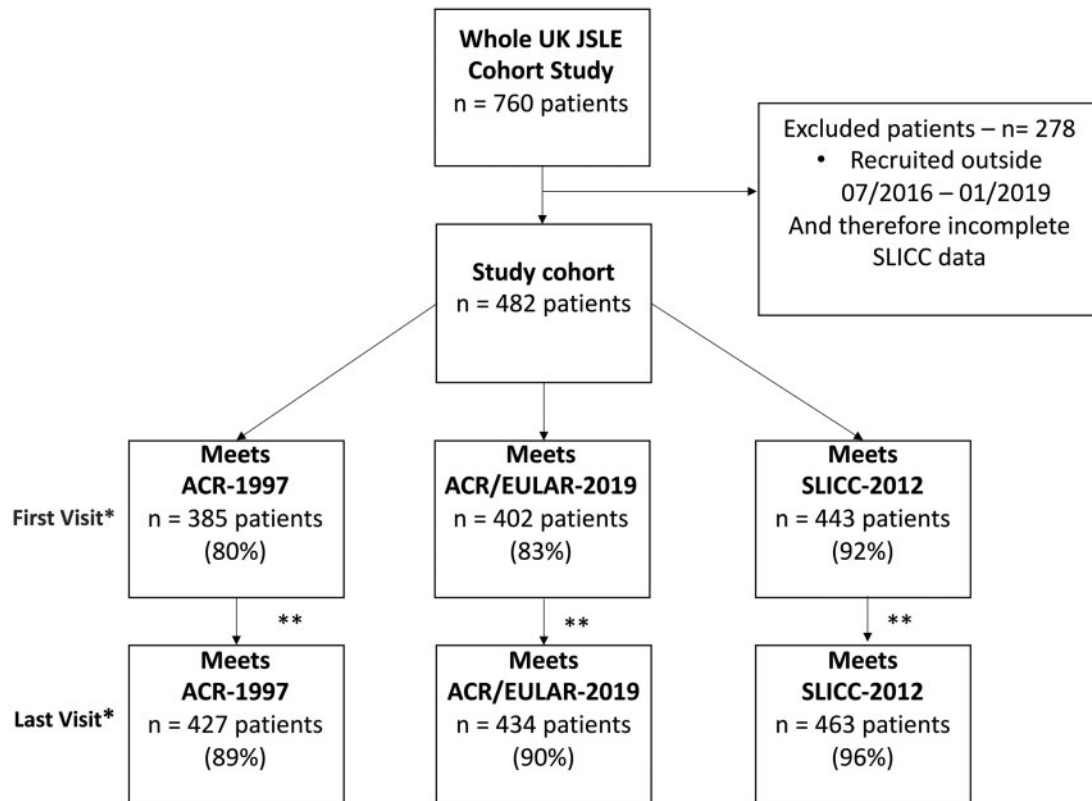 Whole UK JSLE
Cohort Study
n = 760 patients
Excluded patients – n= 278
• Recruited outside
07/2016 – 01/2019
And therefore incomplete
SLICC data
Study cohort
n = 482 patients
First Visit*
Meets
ACR-1997
n = 385 patients
(80%)
Meets
ACR/EULAR-2019
n = 402 patients
(83%)
Meets
SLICC-2012
n = 443 patients
(92%)
**
**
**
Last Visit*
Meets
ACR-1997
n = 427 patients
(89%)
Meets
ACR/EULAR-2019
n = 434 patients
(90%)
Meets
SLICC-2012
n = 463 patients
(96%)